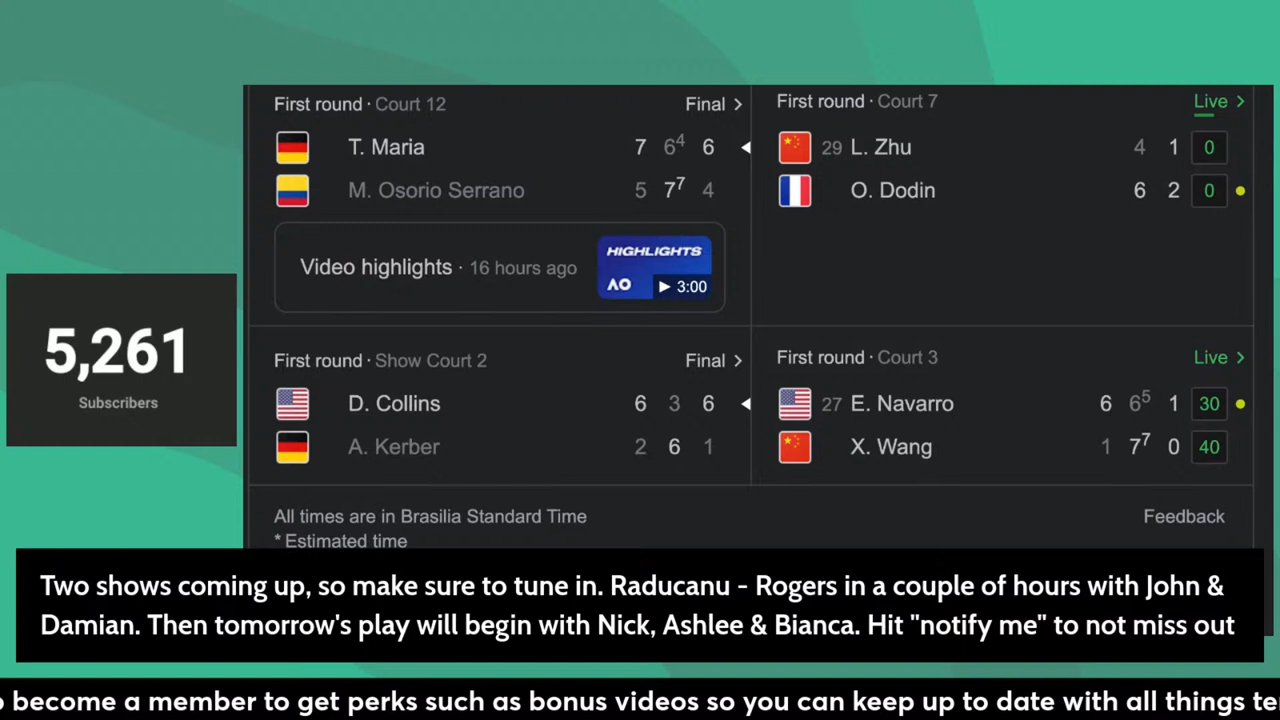 First round · Court 12 Final >
T. Maria 7 6⁴ 6
M. Osorio Serrano 5 7⁷ 4
Video highlights · 16 hours ago
HIGHLIGHTS
AO 3:00
First round · Court 7 Live >
29 L. Zhu 4 1 0
O. Dodin 6 2 0
5,261
Subscribers
First round · Show Court 2 Final >
D. Collins 6 3 6
A. Kerber 2 6 1
First round · Court 3 Live >
27 E. Navarro 6 6⁵ 1 30
X. Wang 1 7⁷ 0 40
All times are in Brasilia Standard Time Feedback
* Estimated time
Two shows coming up, so make sure to tune in. Raducanu - Rogers in a couple of hours with John &
Damian. Then tomorrow's play will begin with Nick, Ashlee & Bianca. Hit "notify me" to not miss out
become a member to get perks such as bonus videos so you can keep up to date with all things